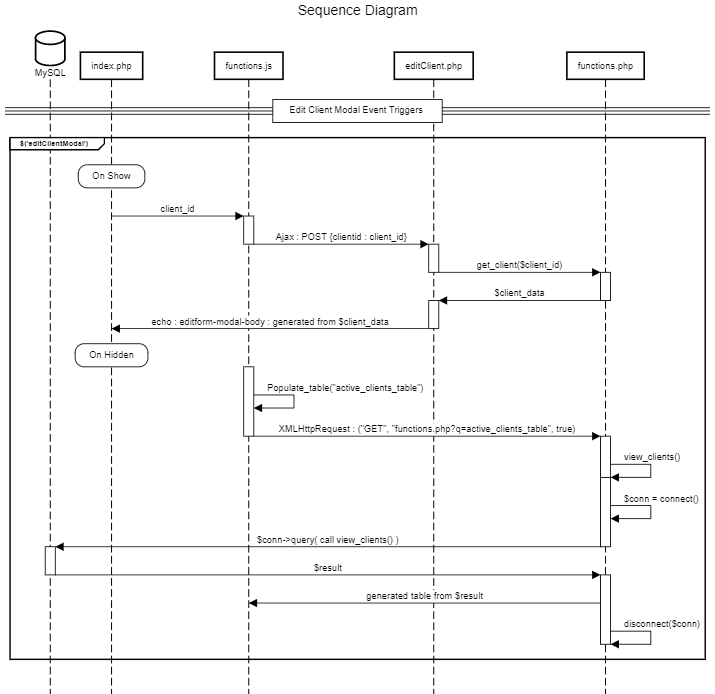 Sequence Diagram
MySQL
index.php
functions.js
editClient.php
functions.php
Edit Client Modal Event Triggers
$('editClientModal')
On Show
client_id
Ajax : POST {clientid : client_id}
get_client($client_id)
$client_data
echo : editform-modal-body : generated from $client_data
On Hidden
Populate_table("active_clients_table")
XMLHttpRequest : ("GET", "functions.php?q=active_clients_table", true)
view_clients()
$conn = connect()
$conn->query( call view_clients() )
$result
generated table from $result
disconnect($conn)